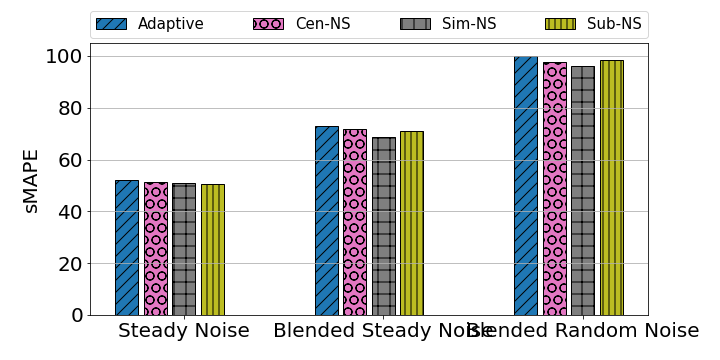 Adaptive Cen-NS Sim-NS Sub-NS
100
80
60
40
20
0
sMAPE
Steady Noise Blended Steady Noise Blended Random Noise